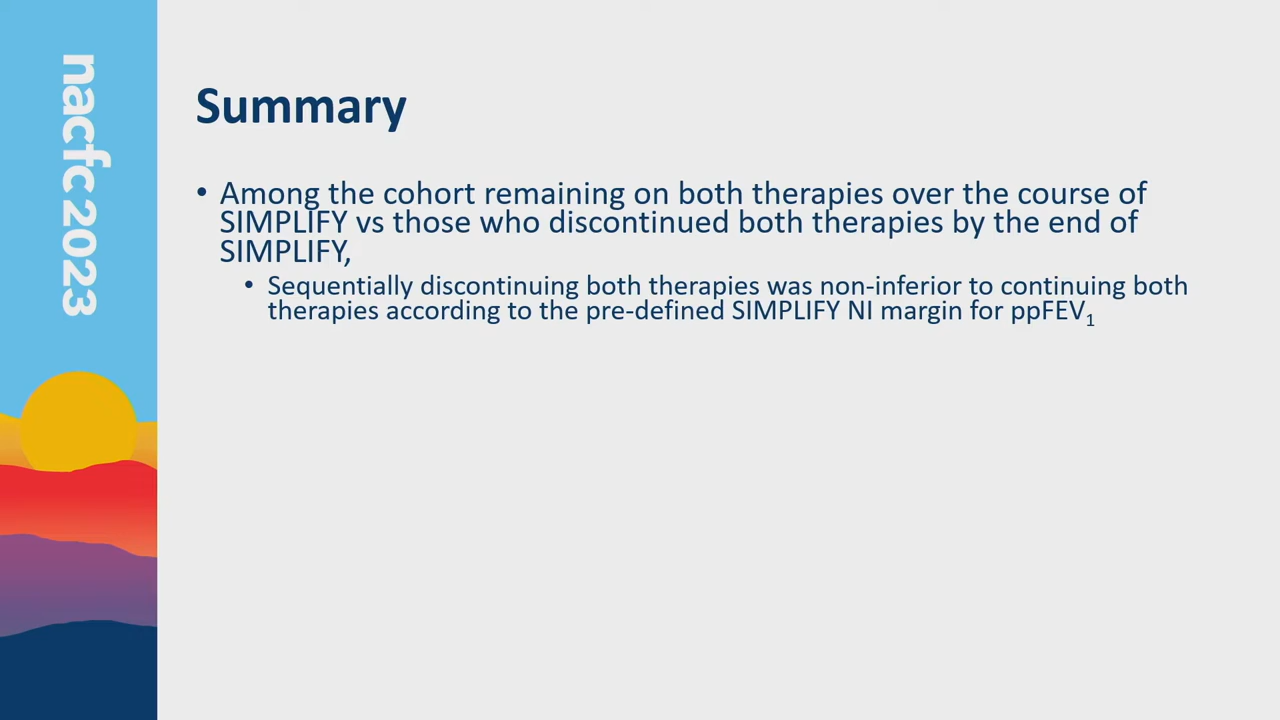 nacfc 2023
Summary
• Among the cohort remaining on both therapies over the course of
SIMPLIFY vs those who discontinued both therapies by the end of
SIMPLIFY,
• Sequentially discontinuing both therapies was non-inferior to continuing both
therapies according to the pre-defined SIMPLIFY NI margin for ppFEV₁